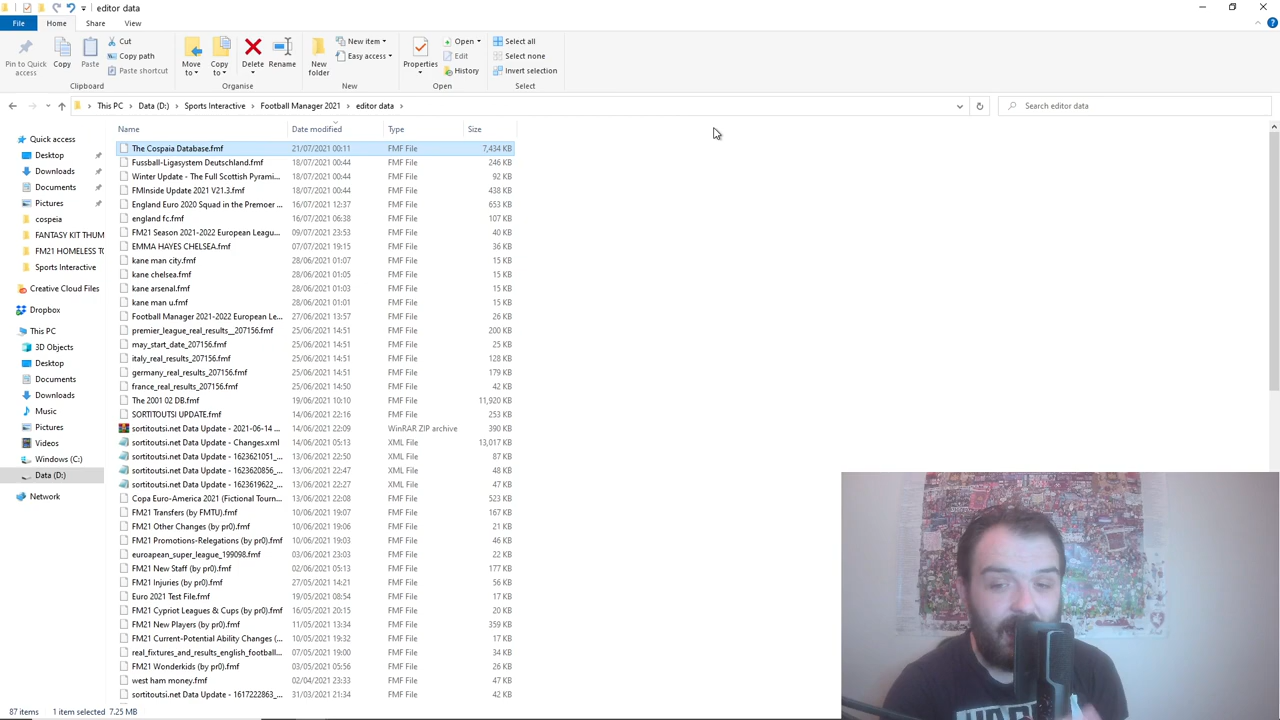 editor data
File Home Share View
Pin to Quick access
Copy
Paste
Cut
Copy path
Paste shortcut
Move to
Copy to
Delete
Rename
New folder
New item
Easy access
Properties
Open
Edit
History
Select all
Select none
Invert selection
Clipboard Organise New Open Select
This PC Data (D:) Sports Interactive Football Manager 2021 editor data
Search editor data
Name Date modified Type Size
Quick access
Desktop
Downloads
Documents
Pictures
cospeia
FANTASY KIT THUM
FM21 HOMELESS TO
Sports Interactive
Creative Cloud Files
Dropbox
This PC
3D Objects
Desktop
Documents
Downloads
Music
Pictures
Videos
Windows (C:)
Data (D:)
Network
The Cospaia Database.fmf 21/07/2021 00:11 FMF File 7,434 KB
Fussball-Ligasystem Deutschland.fmf 18/07/2021 00:44 FMF File 246 KB
Winter Update - The Full Scottish Pyrami... 18/07/2021 00:44 FMF File 92 KB
FMInside Update 2021 V21.3.fmf 18/07/2021 00:44 FMF File 438 KB
England Euro 2020 Squad in the Premoer ... 16/07/2021 12:37 FMF File 653 KB
england fc.fmf 16/07/2021 06:38 FMF File 107 KB
FM21 Season 2021-2022 European Leagu... 09/07/2021 23:53 FMF File 40 KB
EMMA HAYES CHELSEA.fmf 07/07/2021 19:15 FMF File 36 KB
kane man city.fmf 28/06/2021 01:07 FMF File 15 KB
kane chelsea.fmf 28/06/2021 01:05 FMF File 15 KB
kane arsenal.fmf 28/06/2021 01:03 FMF File 15 KB
kane man u.fmf 28/06/2021 01:01 FMF File 15 KB
Football Manager 2021-2022 European Le... 27/06/2021 13:57 FMF File 26 KB
premier_league_real_results__207156.fmf 25/06/2021 14:51 FMF File 200 KB
may_start_date_207156.fmf 25/06/2021 14:51 FMF File 25 KB
italy_real_results_207156.fmf 25/06/2021 14:51 FMF File 128 KB
germany_real_results_207156.fmf 25/06/2021 14:51 FMF File 179 KB
france_real_results_207156.fmf 25/06/2021 14:50 FMF File 42 KB
The 2001 02 DB.fmf 19/06/2021 10:10 FMF File 11,920 KB
SORTITOUTSI UPDATE.fmf 14/06/2021 22:16 FMF File 253 KB
sortitoutsi.net Data Update - 2021-06-14 ... 14/06/2021 22:09 WinRAR ZIP archive 390 KB
sortitoutsi.net Data Update - Changes.xml 14/06/2021 05:13 XML File 13,017 KB
sortitoutsi.net Data Update - 1623621051_... 13/06/2021 22:50 XML File 87 KB
sortitoutsi.net Data Update - 1623620856_... 13/06/2021 22:47 XML File 48 KB
sortitoutsi.net Data Update - 1623619622_... 13/06/2021 22:27 XML File 47 KB
Copa Euro-America 2021 (Fictional Tourn... 13/06/2021 22:08 FMF File 523 KB
FM21 Transfers (by FMTU).fmf 10/06/2021 19:07 FMF File 167 KB
FM21 Other Changes (by pr0).fmf 10/06/2021 19:06 FMF File 21 KB
FM21 Promotions-Relegations (by pr0).fmf 10/06/2021 19:03 FMF File 46 KB
euroapean_super_league_199098.fmf 03/06/2021 23:03 FMF File 22 KB
FM21 New Staff (by pr0).fmf 02/06/2021 05:13 FMF File 177 KB
FM21 Injuries (by pr0).fmf 27/05/2021 14:21 FMF File 56 KB
Euro 2021 Test File.fmf 19/05/2021 08:54 FMF File 17 KB
FM21 Cypriot Leagues & Cups (by pr0).fmf 16/05/2021 20:15 FMF File 20 KB
FM21 New Players (by pr0).fmf 11/05/2021 13:34 FMF File 359 KB
FM21 Current-Potential Ability Changes (... 10/05/2021 19:32 FMF File 17 KB
real_fixtures_and_results_english_football... 07/05/2021 19:00 FMF File 34 KB
FM21 Wonderkids (by pr0).fmf 03/05/2021 05:56 FMF File 26 KB
west ham money.fmf 02/04/2021 23:33 FMF File 47 KB
sortitoutsi.net Data Update - 1617222863_... 31/03/2021 21:34 FMF File 42 KB
87 items 1 item selected 7.25 MB